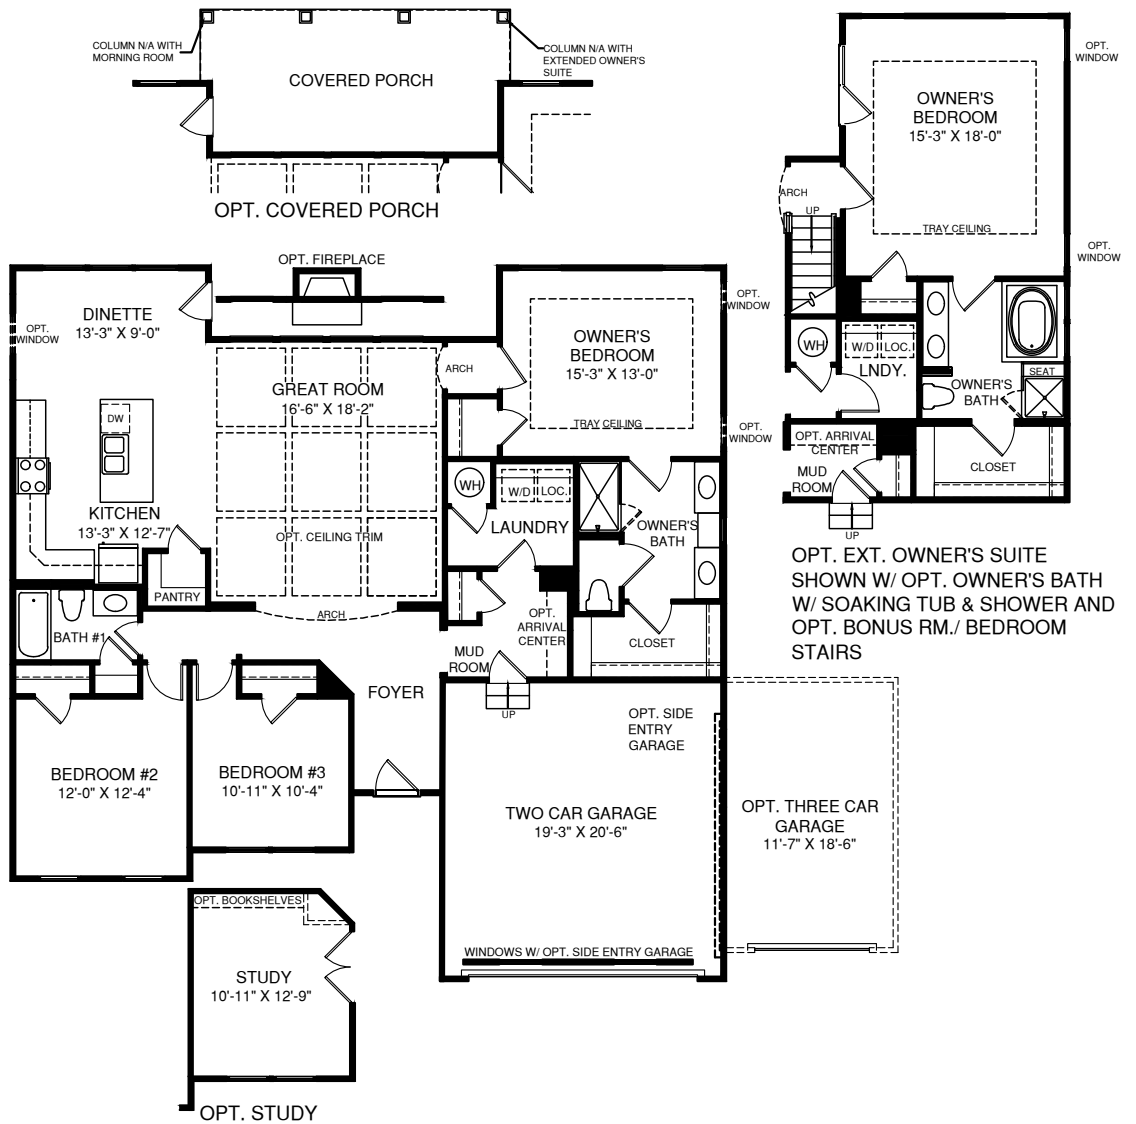 COLUMN N/A WITH
MORNING ROOM
COVERED PORCH
COLUMN N/A WITH
EXTENDED OWNER'S
SUITE
OPT. COVERED PORCH
OPT. FIREPLACE
DINETTE
13'-3" X 9'-0"
OPT.
WINDOW
DW
KITCHEN
13'-3" X 12'-7"
PANTRY
GREAT ROOM
16'-6" X 18'-2"
OPT. CEILING TRIM
ARCH
ARCH
OWNER'S
BEDROOM
15'-3" X 13'-0"
TRAY CEILING
OPT.
WINDOW
OPT.
WINDOW
WH
W/D
LOC.
LAUNDRY
OWNER'S
BATH
CLOSET
OPT.
ARRIVAL
CENTER
MUD
ROOM
UP
BATH #1
FOYER
BEDROOM #2
12'-0" X 12'-4"
BEDROOM #3
10'-11" X 10'-4"
OPT. SIDE
ENTRY
GARAGE
TWO CAR GARAGE
19'-3" X 20'-6"
WINDOWS W/ OPT. SIDE ENTRY GARAGE
OPT. THREE CAR
GARAGE
11'-7" X 18'-6"
OPT. BOOKSHELVES
STUDY
10'-11" X 12'-9"
OPT. STUDY
OWNER'S
BEDROOM
15'-3" X 18'-0"
TRAY CEILING
OPT.
WINDOW
OPT.
WINDOW
ARCH
UP
WH
W/D
LOC.
LNDY.
OWNER'S
BATH
SEAT
CLOSET
OPT. ARRIVAL
CENTER
MUD
ROOM
UP
OPT. EXT. OWNER'S SUITE
SHOWN W/ OPT. OWNER'S BATH
W/ SOAKING TUB & SHOWER AND
OPT. BONUS RM./ BEDROOM
STAIRS